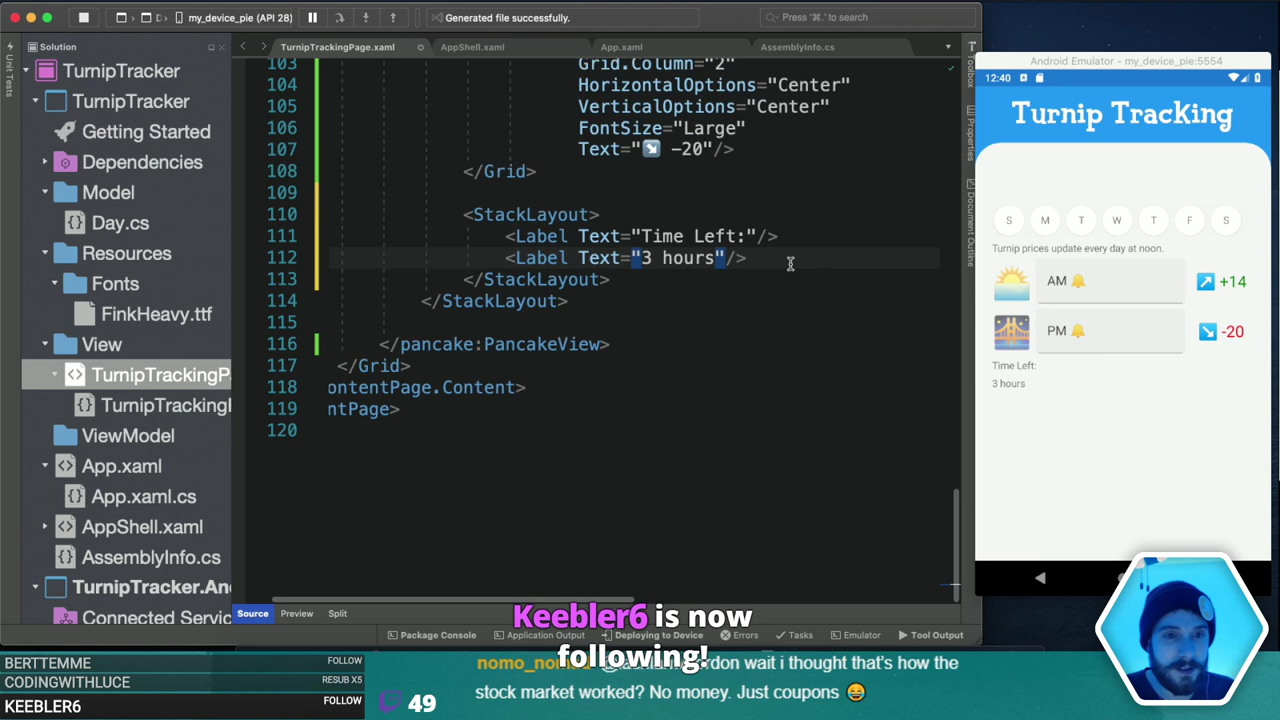 my_device_pie (API 28)
Generated file successfully.
Press '⌘.' to search
Solution
TurnipTrackingPage.xaml
AppShell.xaml
App.xaml
AssemblyInfo.cs
Unit Tests
Toolbox
Properties
Document Outline
TurnipTracker
TurnipTracker
Getting Started
Dependencies
Model
Day.cs
Resources
Fonts
FinkHeavy.ttf
View
TurnipTrackingP
TurnipTracking
ViewModel
App.xaml
App.xaml.cs
AppShell.xaml
AssemblyInfo.cs
TurnipTracker.An
Connected Servic
103 Grid.Column="2"
104 HorizontalOptions="Center"
105 VerticalOptions="Center"
106 FontSize="Large"
107 Text="↘️ -20"/>
108 </Grid>
109
110 <StackLayout>
111 <Label Text="Time Left:"/>
112 <Label Text="3 hours"/>
113 </StackLayout>
114 </StackLayout>
115
116 </pancake:PancakeView>
117 </Grid>
118 ontentPage.Content>
119 ntPage>
120
Source Preview Split
Package Console Application Output Deploying to Device Errors Tasks Emulator Tool Output
Android Emulator - my_device_pie:5554
12:40
Turnip Tracking
S M T W T F S
Turnip prices update every day at noon.
AM 🔔 ↗️ +14
PM 🔔 ↘️ -20
Time Left:
3 hours
Keebler6 is now
following!
BERTTEMME FOLLOW
CODINGWITHLUCE RESUB X5
KEEBLER6 FOLLOW
49
wait i thought that's how the
stock market worked? No money. Just coupons 😄